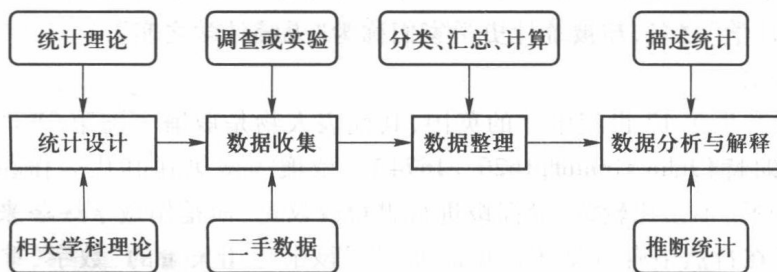 统计理论
调查或实验
分类、汇总、计算
描述统计
统计设计
数据收集
数据整理
数据分析与解释
相关学科理论
二手数据
推断统计